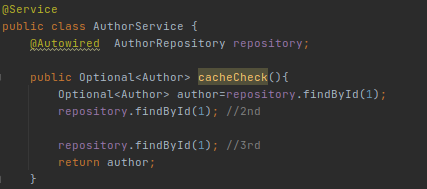 @Service
public class AuthorService {
@Autowired  AuthorRepository repository;
public Optional<Author> cacheCheck(){
Optional<Author> author=repository.findById(1);
repository.findById(1); //2nd
repository.findById(1); //3rd
return author;
}